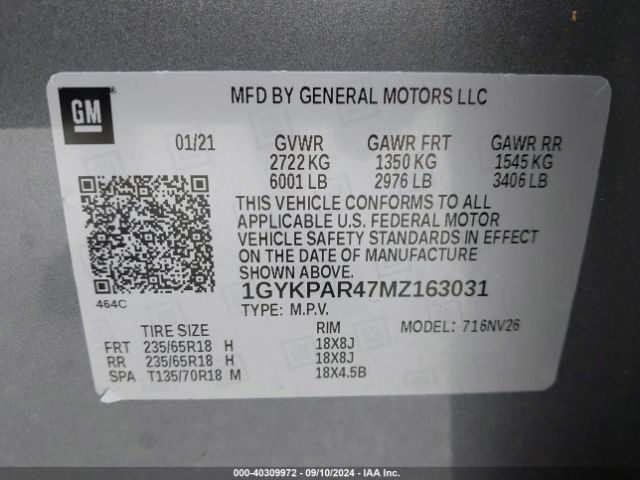 GM
MFD BY GENERAL MOTORS LLC
01/21 GVWR GAWR FRT GAWR RR
2722 KG 1350 KG 1545 KG
6001 LB 2976 LB 3406 LB
THIS VEHICLE CONFORMS TO ALL
APPLICABLE U.S. FEDERAL MOTOR
VEHICLE SAFETY STANDARDS IN EFFECT
ON THE DATE OF MANUFACTURE
SHOWN ABOVE.
464C
1GYKPAR47MZ163031
TYPE: M.P.V.
TIRE SIZE RIM MODEL: 716NV26
FRT 235/65R18 H 18X8J
RR 235/65R18 H 18X8J
SPA T135/70R18 M 18X4.5B
000-40309972 - 09/10/2024 - IAA Inc.